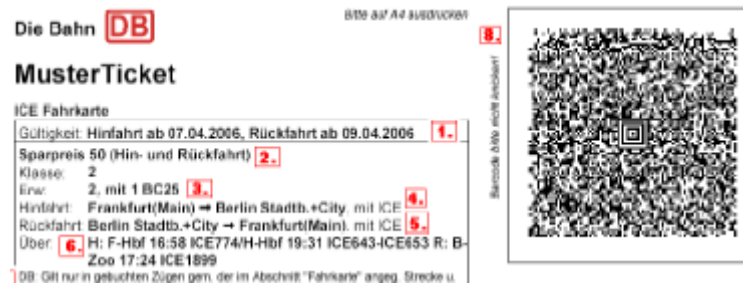 Bitte auf A4 ausdrucken
Die Bahn DB
8.
MusterTicket
ICE Fahrkarte
Gültigkeit: Hinfahrt ab 07.04.2006, Rückfahrt ab 09.04.2006 1.
Sparpreis 50 (Hin- und Rückfahrt) 2.
Klasse: 2
Erw: 2, mit 1 BC25 3.
Hinfahrt: Frankfurt(Main) → Berlin Stadtb.+City, mit ICE 4.
Rückfahrt: Berlin Stadtb.+City → Frankfurt(Main), mit ICE 5.
Über: 6. H: F-Hbf 16:58 ICE774/H-Hbf 19:31 ICE643-ICE653 R: B-
Zoo 17:24 ICE1899
DB: Gilt nur in gebuchten Zügen gem. der im Abschnitt "Fahrkarte" angeg. Strecke u.
Barcode bitte nicht knicken!